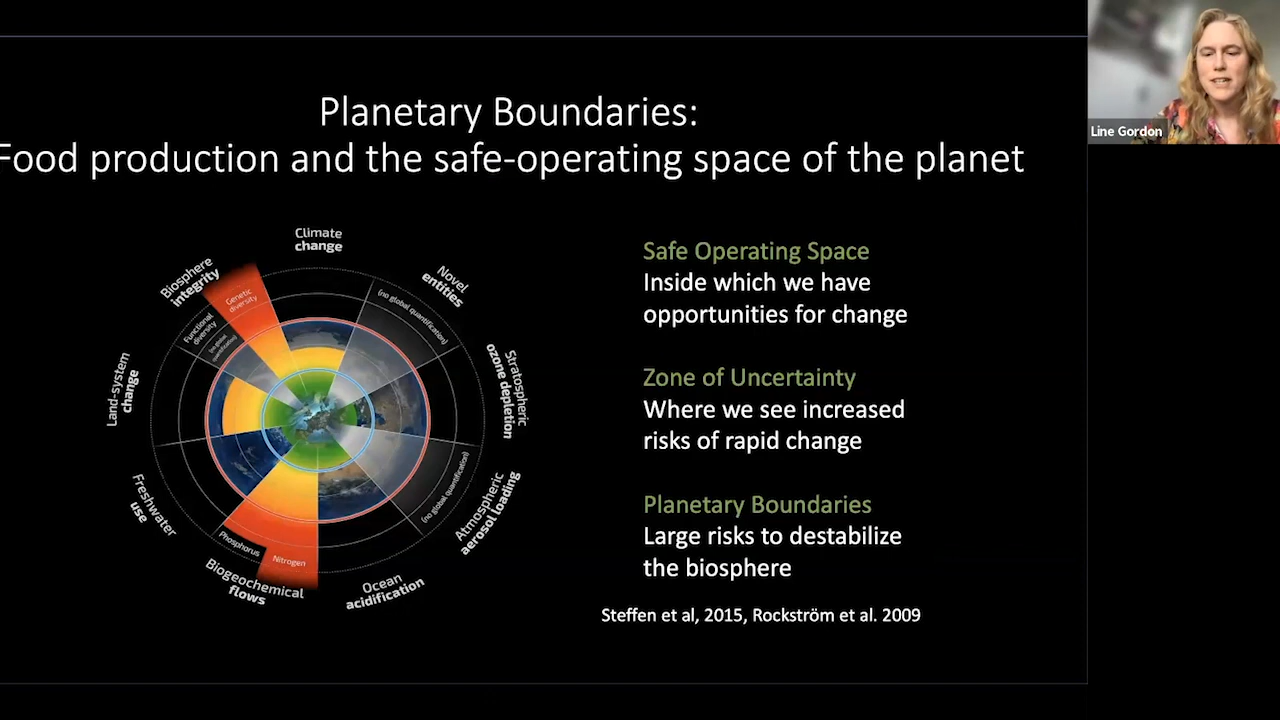 Planetary Boundaries:
Food production and the safe-operating space of the planet
Line Gordon
Climate
change
Novel
entities
(no global quantification)
Stratospheric
ozone depletion
Atmospheric
aerosol loading
(no global quantification)
Ocean
acidification
Biogeochemical
flows
Phosphorus
Nitrogen
Freshwater
use
Land-system
change
Biosphere
integrity
Genetic
diversity
Functional
diversity
(no global
quantification)
Safe Operating Space
Inside which we have
opportunities for change
Zone of Uncertainty
Where we see increased
risks of rapid change
Planetary Boundaries
Large risks to destabilize
the biosphere
Steffen et al, 2015, Rockström et al. 2009